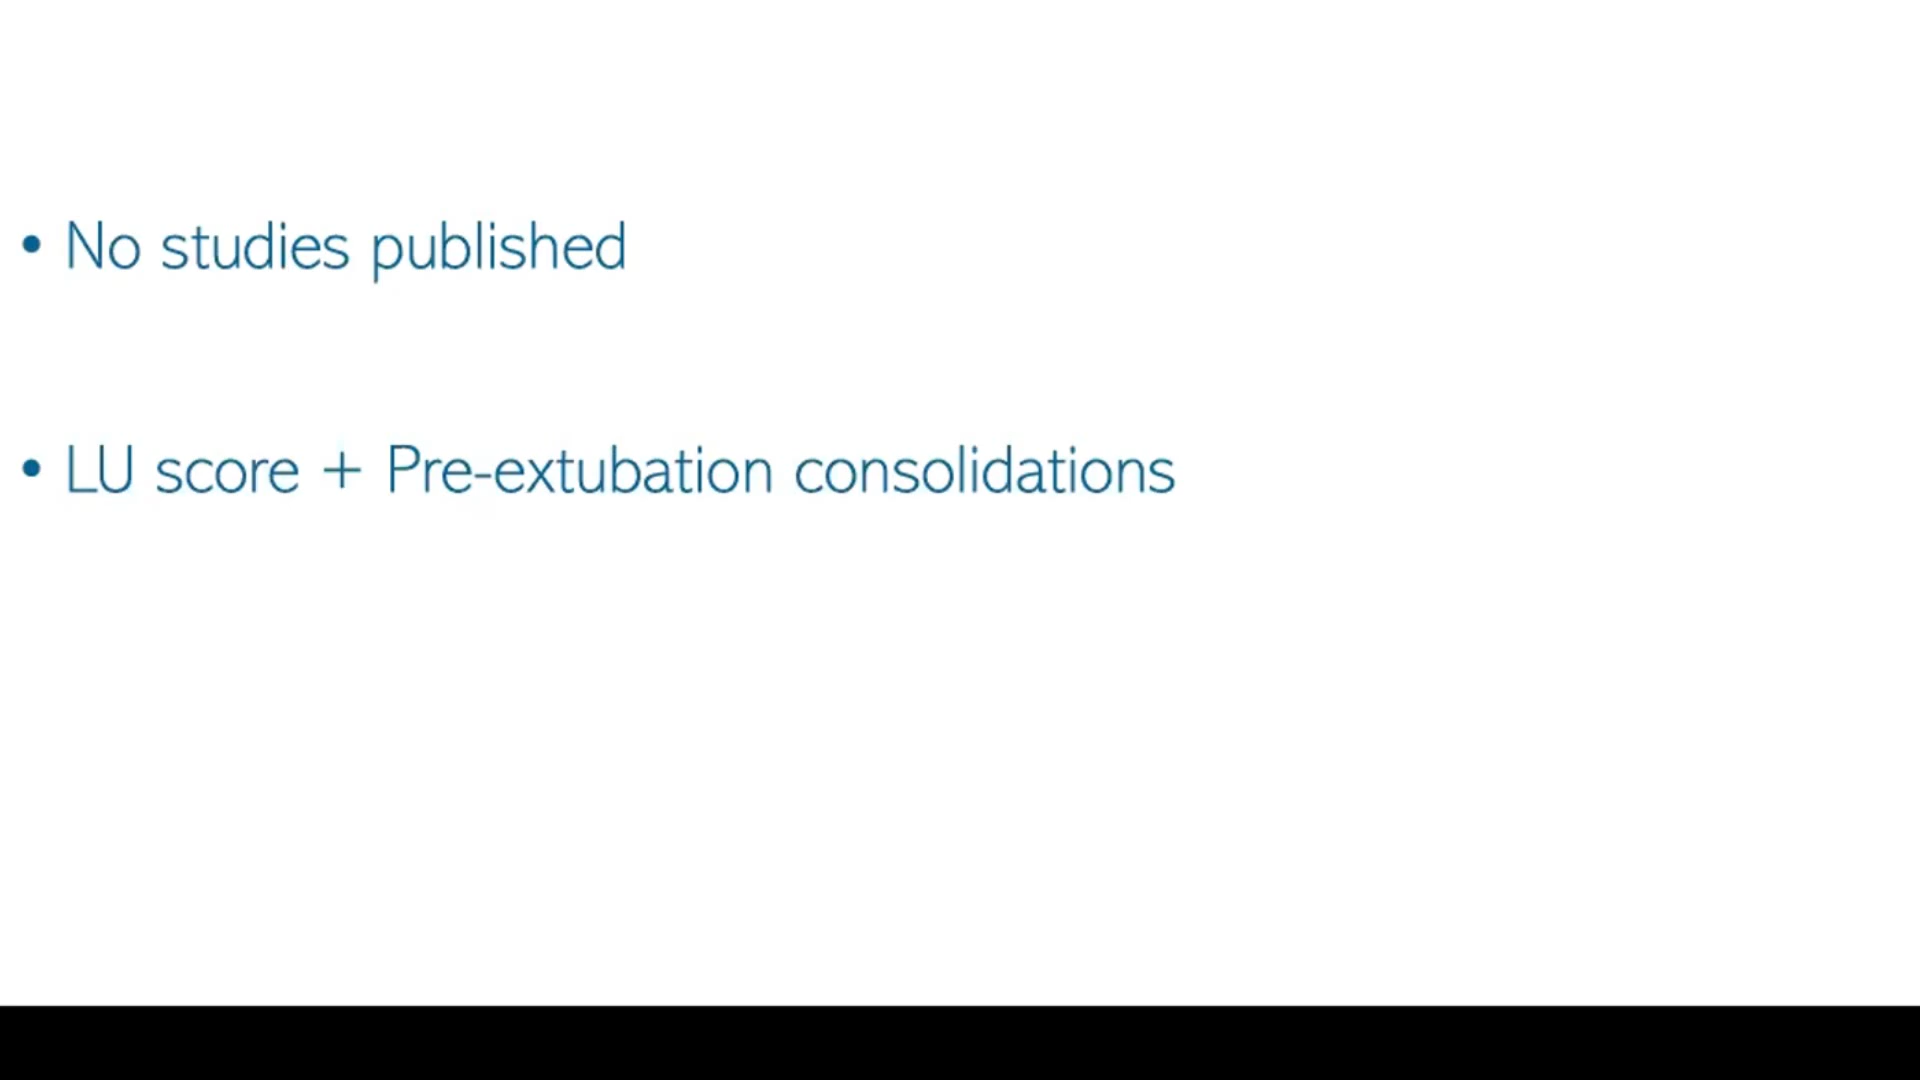 • No studies published
• LU score + Pre-extubation consolidations